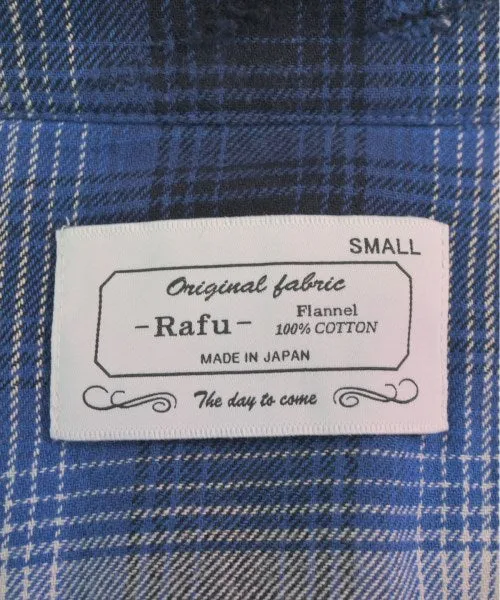 SMALL
Original fabric
-Rafu- Flannel
100% COTTON
MADE IN JAPAN
The day to come